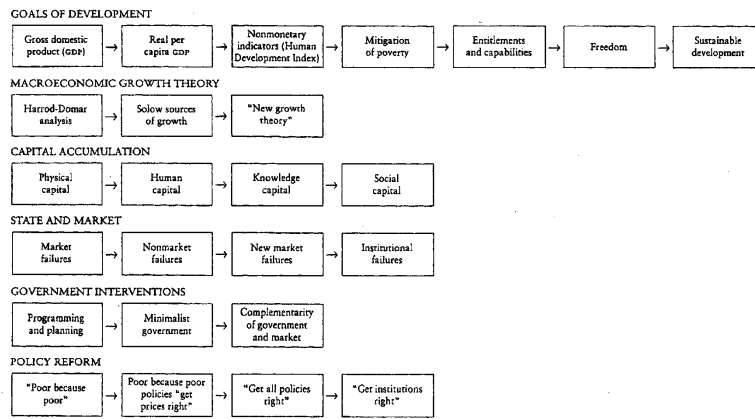 GOALS OF DEVELOPMENT
Gross domestic
product (GDP)
→
Real per
capita GDP
→
Nonmonetary
indicators (Human
Development Index)
→
Mitigation
of poverty
→
Entitlements
and capabilities
→
Freedom
→
Sustainable
development
MACROECONOMIC GROWTH THEORY
Harrod-Domar
analysis
→
Solow sources
of growth
→
"New growth
theory"
CAPITAL ACCUMULATION
Physical
capital
→
Human
capital
→
Knowledge
capital
→
Social
capital
STATE AND MARKET
Market
failures
→
Nonmarket
failures
→
New market
failures
→
Institutional
failures
GOVERNMENT INTERVENTIONS
Programming
and planning
→
Minimalist
government
→
Complementarity
of government
and market
POLICY REFORM
"Poor because
poor"
→
Poor because poor
policies "get
prices right"
→
"Get all policies
right"
→
"Get institutions
right"